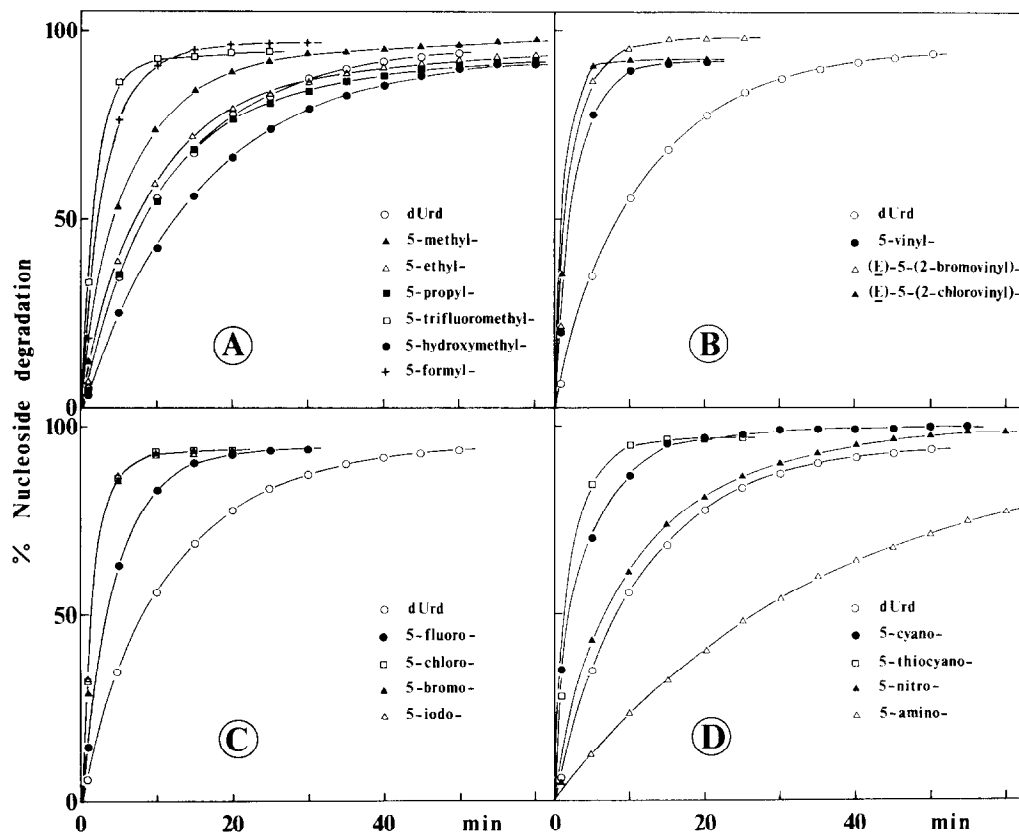 % Nucleoside degradation
100
50
0
dUrd
5-methyl-
5-ethyl-
5-propyl-
5-trifluoromethyl-
5-hydroxymethyl-
5-formyl-
A
dUrd
5-vinyl-
(E)-5-(2-bromovinyl)-
(E)-5-(2-chlorovinyl)-
B
100
50
0
dUrd
5-fluoro-
5-chloro-
5-bromo-
5-iodo-
C
dUrd
5-cyano-
5-thiocyano-
5-nitro-
5-amino-
D
0 20 40 min 0 20 40 min